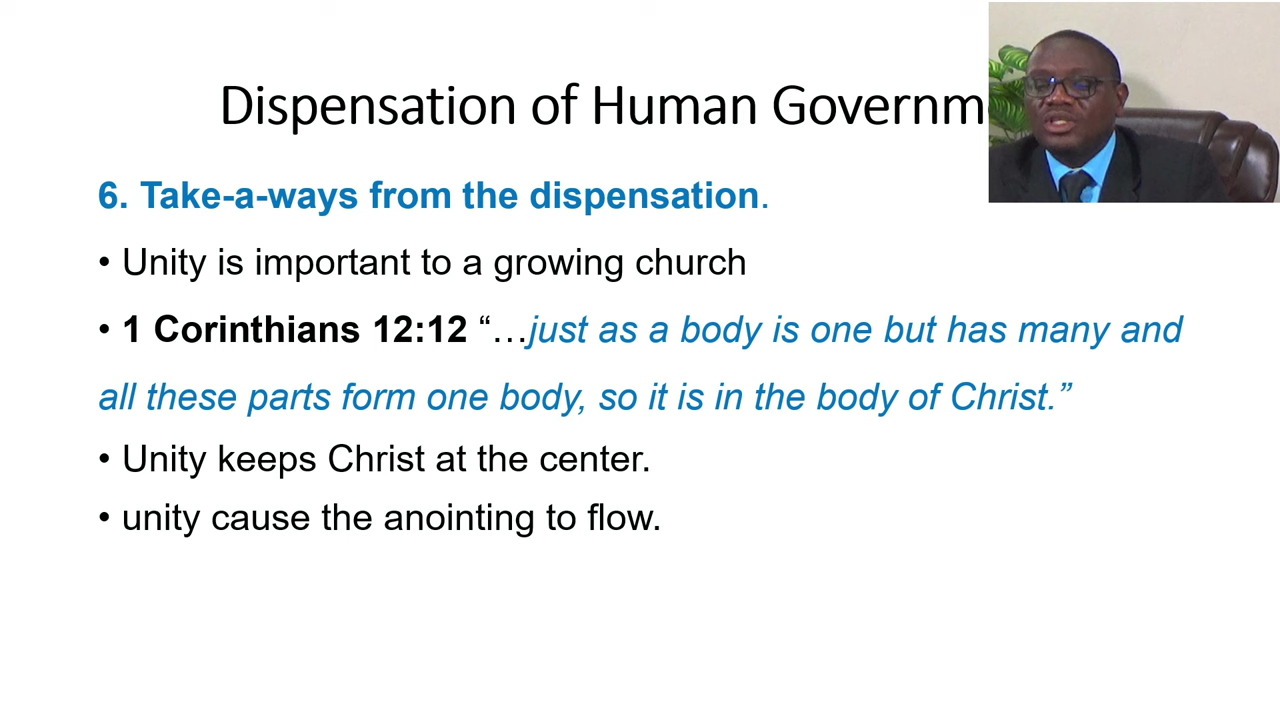 Dispensation of Human Governm
6. Take-a-ways from the dispensation.
• Unity is important to a growing church
• 1 Corinthians 12:12 “…just as a body is one but has many and
all these parts form one body, so it is in the body of Christ.”
• Unity keeps Christ at the center.
• unity cause the anointing to flow.